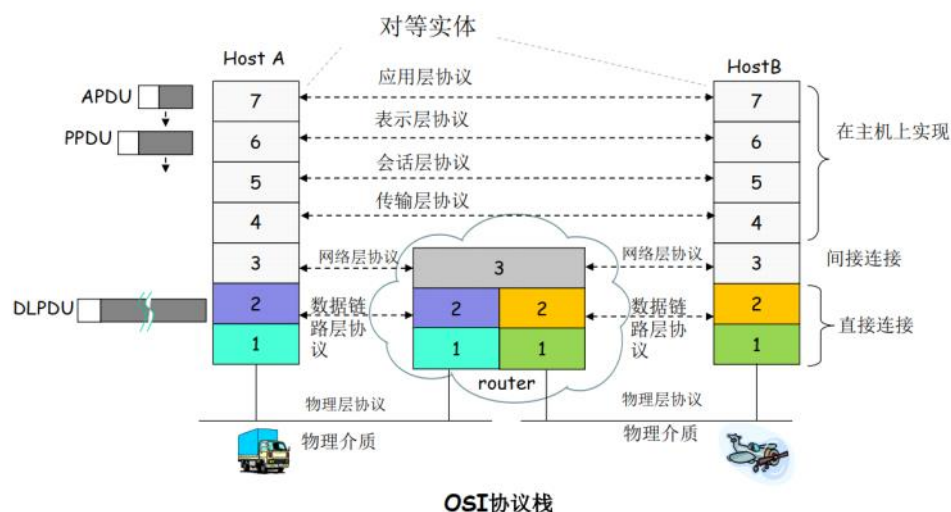 对等实体
Host A
HostB
APDU
7
应用层协议
7
PPDU
6
表示层协议
6
在主机上实现
5
会话层协议
5
4
传输层协议
4
3
网络层协议
3
网络层协议
3
间接连接
DLPDU
2
数据链
路层协
议
2
2
数据链
路层协
议
2
直接连接
1
1
1
1
router
物理层协议
物理层协议
物理介质
物理介质
OSI协议栈